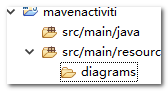 mavenactiviti
src/main/java
src/main/resourc
diagrams